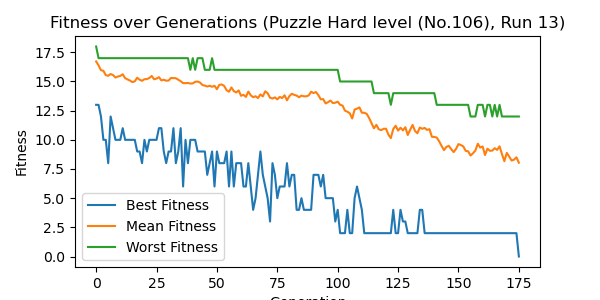 Fitness over Generations (Puzzle Hard level (No.106), Run 13)
Fitness
17.5
15.0
12.5
10.0
7.5
5.0
2.5
0.0
Best Fitness
Mean Fitness
Worst Fitness
0 25 50 75 100 125 150 175
Generation